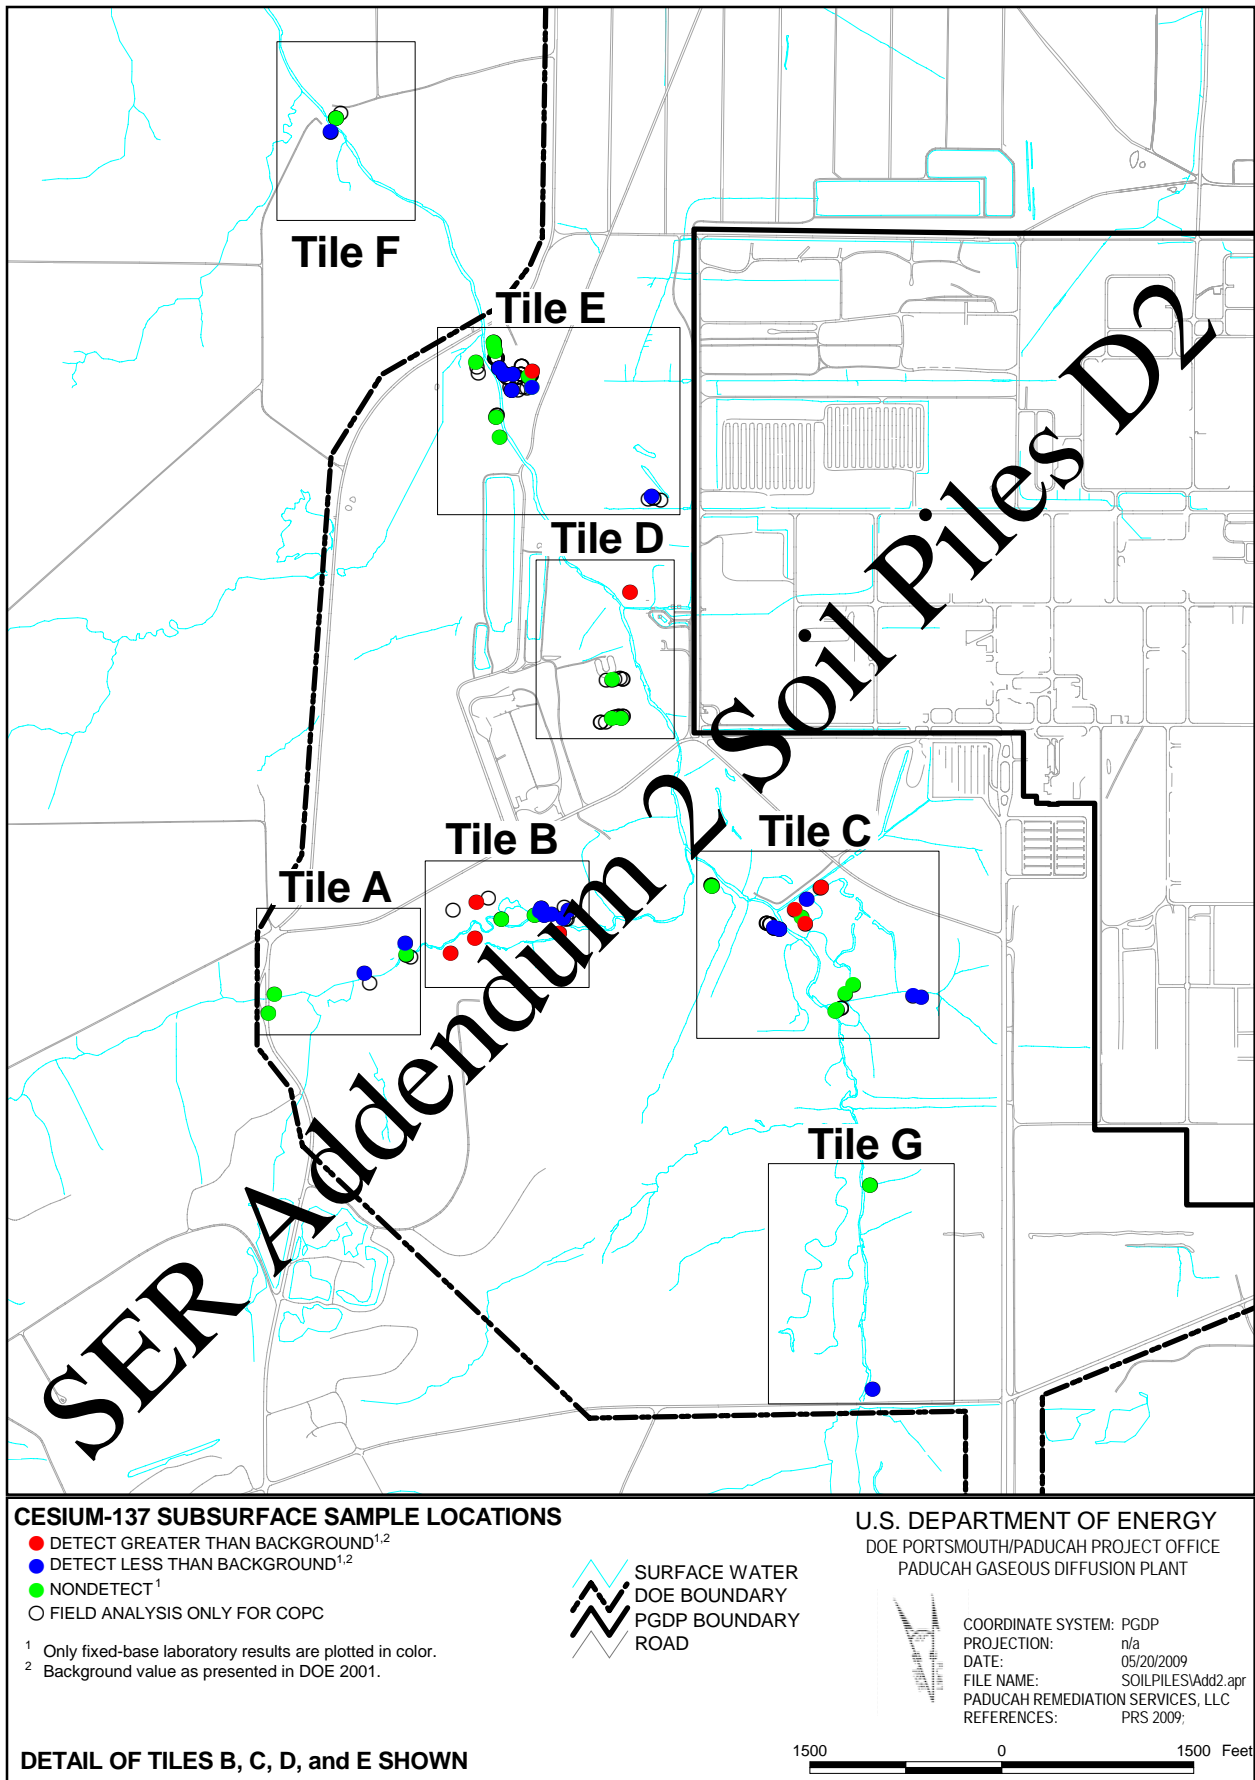 Tile F
Tile E
Tile D
Tile B
Tile C
Tile A
Tile G
SER Addendum 2 Soil Piles D2
CESIUM-137 SUBSURFACE SAMPLE LOCATIONS
DETECT GREATER THAN BACKGROUND1,2
DETECT LESS THAN BACKGROUND1,2
NONDETECT1
FIELD ANALYSIS ONLY FOR COPC
1 Only fixed-base laboratory results are plotted in color.
2 Background value as presented in DOE 2001.
DETAIL OF TILES B, C, D, and E SHOWN
SURFACE WATER
DOE BOUNDARY
PGDP BOUNDARY
ROAD
U.S. DEPARTMENT OF ENERGY
DOE PORTSMOUTH/PADUCAH PROJECT OFFICE
PADUCAH GASEOUS DIFFUSION PLANT
COORDINATE SYSTEM: PGDP
PROJECTION: n/a
DATE: 05/20/2009
FILE NAME: SOILPILES\Add2.apr
PADUCAH REMEDIATION SERVICES, LLC
REFERENCES: PRS 2009;
1500 0 1500 Feet